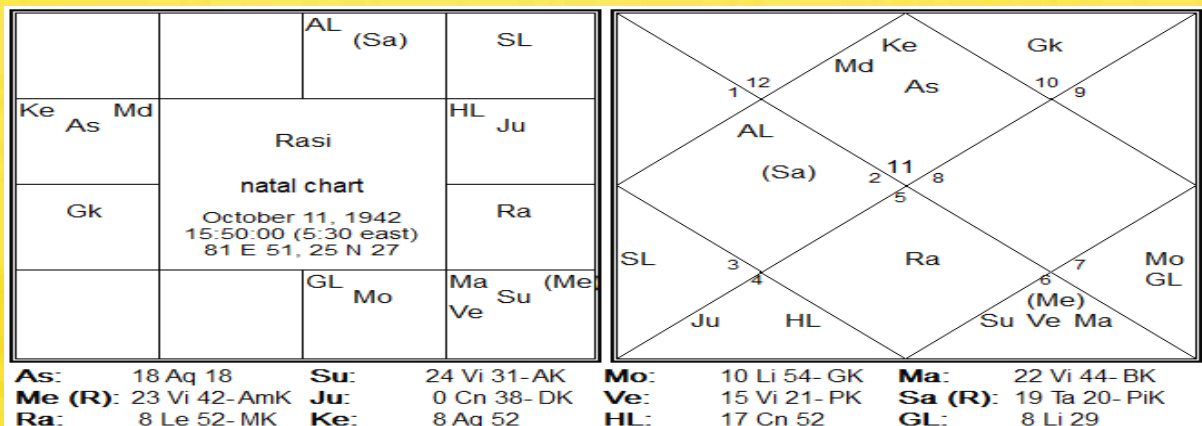 AL (Sa) SL
Ke As Md
HL Ju
Rasi
natal chart
October 11, 1942
15:50:00 (5:30 east)
81 E 51, 25 N 27
Gk
Ra
GL Mo
Ma Su (Me)
Ve
Ke Gk
Md As
1 12 10 9
AL
(Sa)
2 11 8
5
SL 3 4 Ra 6 7 Mo
GL
(Me)
Ju HL Su Ve Ma
As: 18 Aq 18 Su: 24 Vi 31-AK Mo: 10 Li 54-GK Ma: 22 Vi 44-BK
Me (R): 23 Vi 42-AmK Ju: 0 Cn 38-DK Ve: 15 Vi 21-PK Sa (R): 19 Ta 20-PiK
Ra: 8 Le 52-MK Ke: 8 Aq 52 HL: 17 Cn 52 GL: 8 Li 29